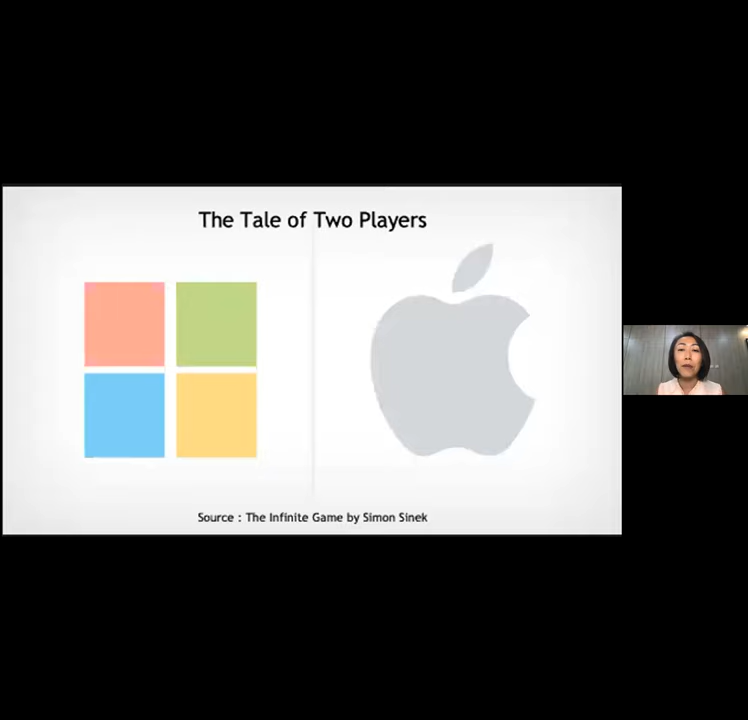 The Tale of Two Players
Source : The Infinite Game by Simon Sinek